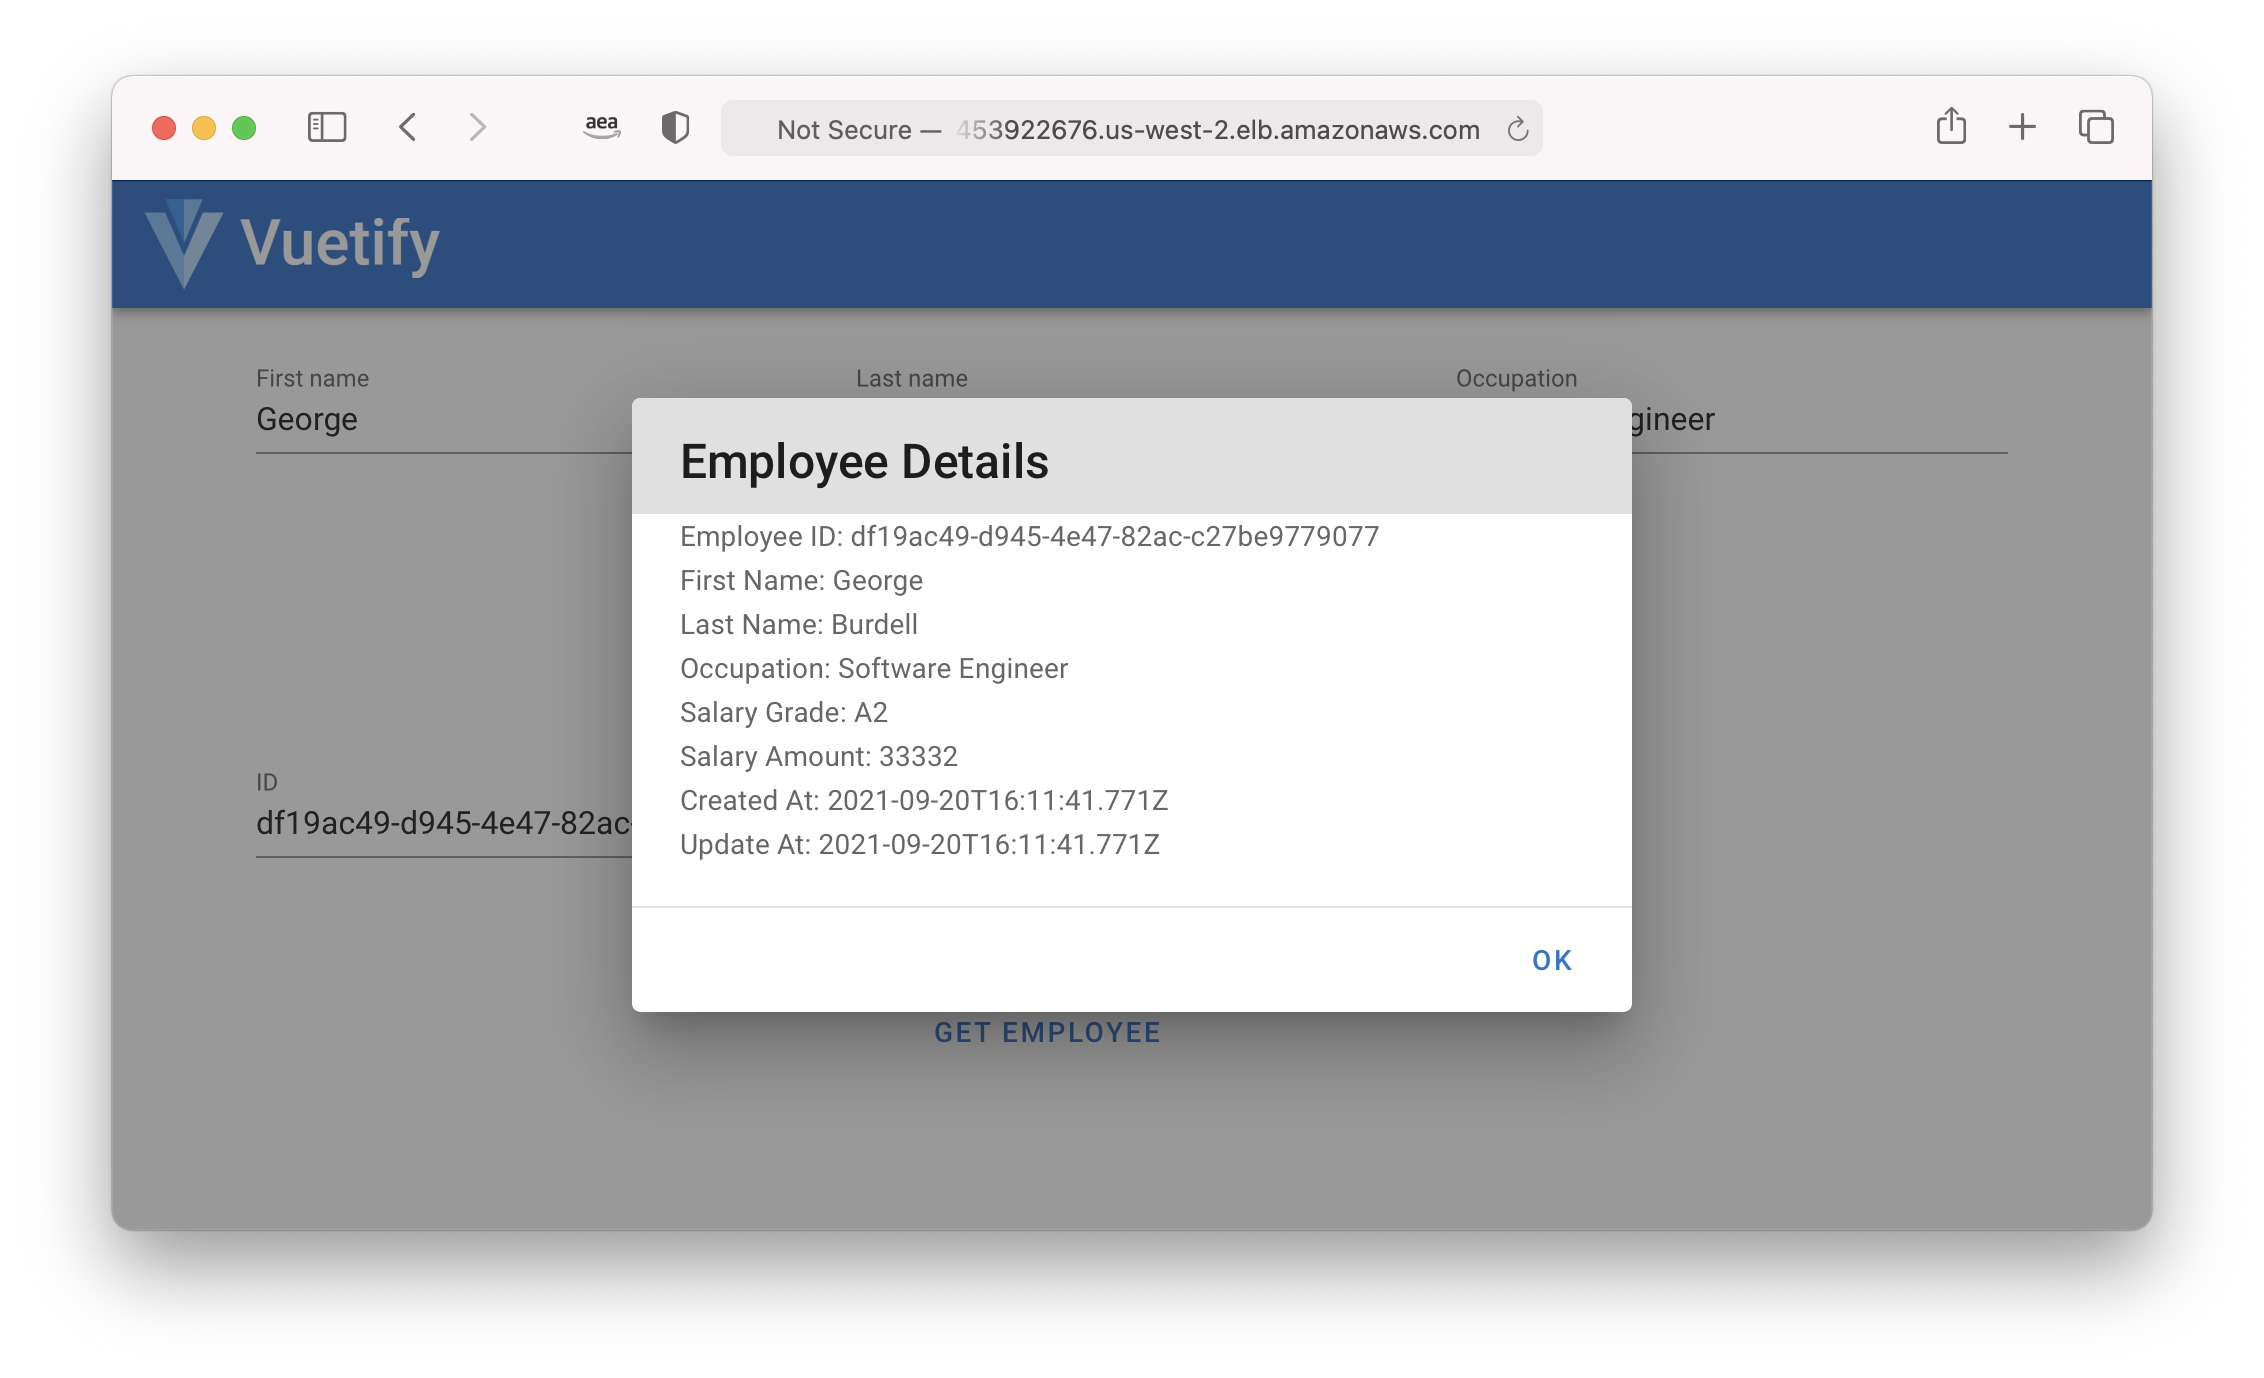 aea
Not Secure — 453922676.us-west-2.elb.amazonaws.com
Vuetify
First name
Last name
Occupation
George
gineer
Employee Details
Employee ID: df19ac49-d945-4e47-82ac-c27be9779077
First Name: George
Last Name: Burdell
Occupation: Software Engineer
Salary Grade: A2
Salary Amount: 33332
Created At: 2021-09-20T16:11:41.771Z
Update At: 2021-09-20T16:11:41.771Z
ID
df19ac49-d945-4e47-82ac-
OK
GET EMPLOYEE